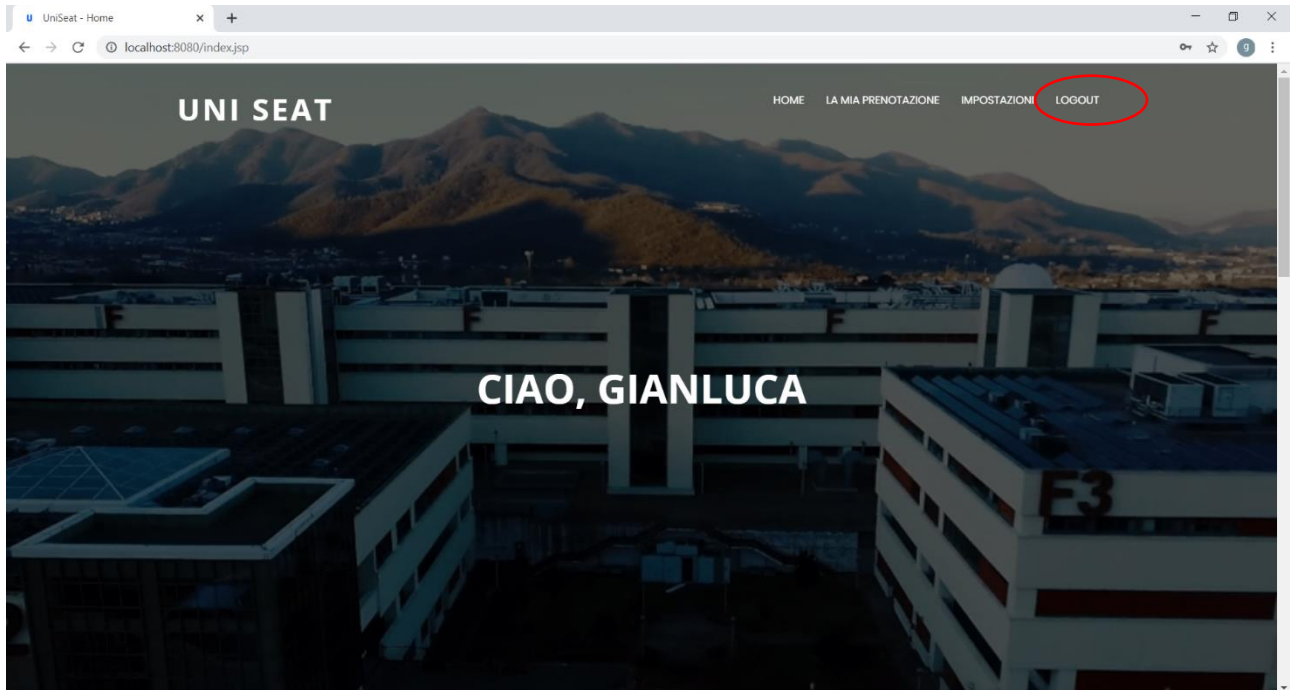 U UniSeat - Home
localhost:8080/index.jsp
g
UNI SEAT
HOME LA MIA PRENOTAZIONE IMPOSTAZIONI LOGOUT
F F F F
CIAO, GIANLUCA
F3